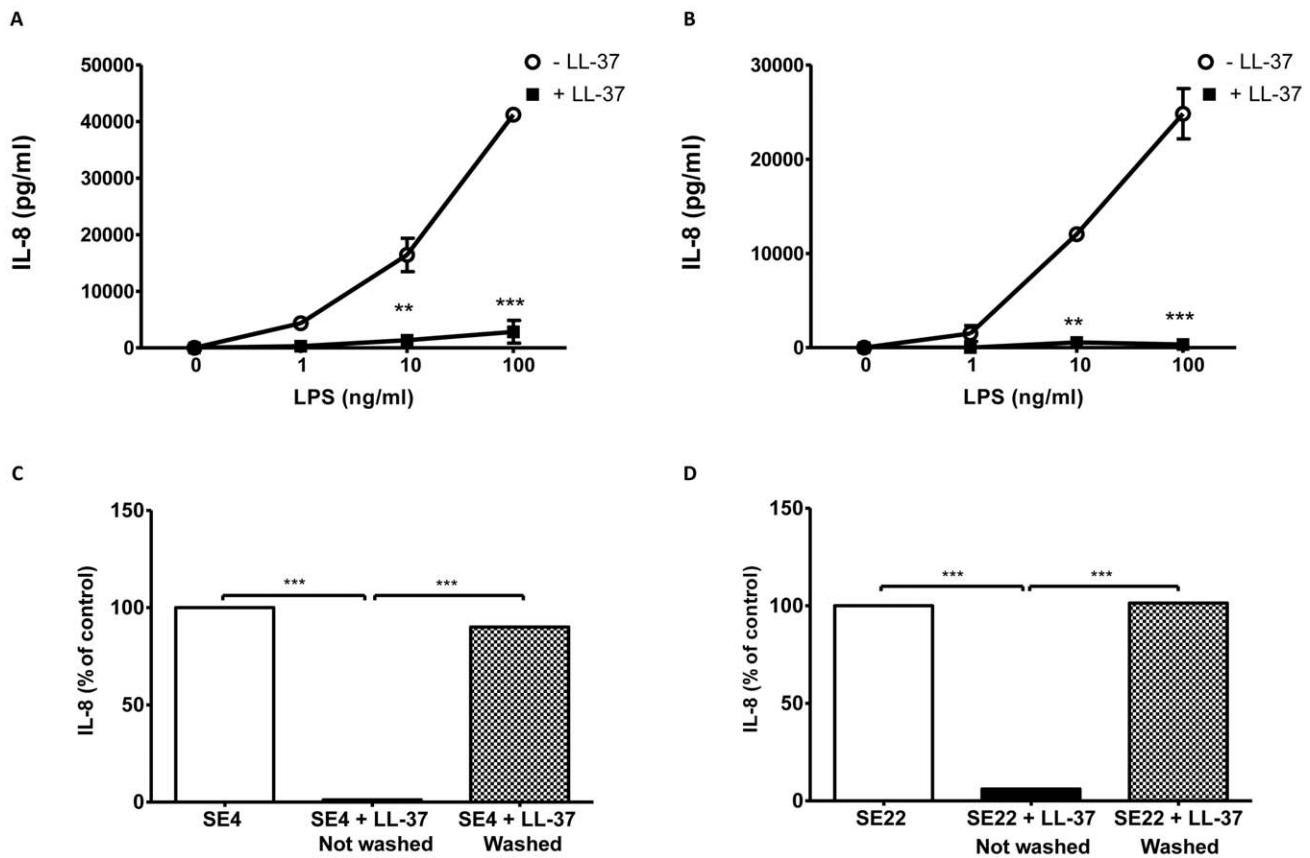 A
- LL-37
+ LL-37
50000
40000
30000
20000
10000
0
IL-8 (pg/ml)
**
***
0 1 10 100
LPS (ng/ml)
B
- LL-37
+ LL-37
30000
20000
10000
0
IL-8 (pg/ml)
**
***
0 1 10 100
LPS (ng/ml)
C
150
100
50
0
IL-8 (% of control)
*** ***
SE4 SE4 + LL-37 SE4 + LL-37
Not washed Washed
D
150
100
50
0
IL-8 (% of control)
*** ***
SE22 SE22 + LL-37 SE22 + LL-37
Not washed Washed